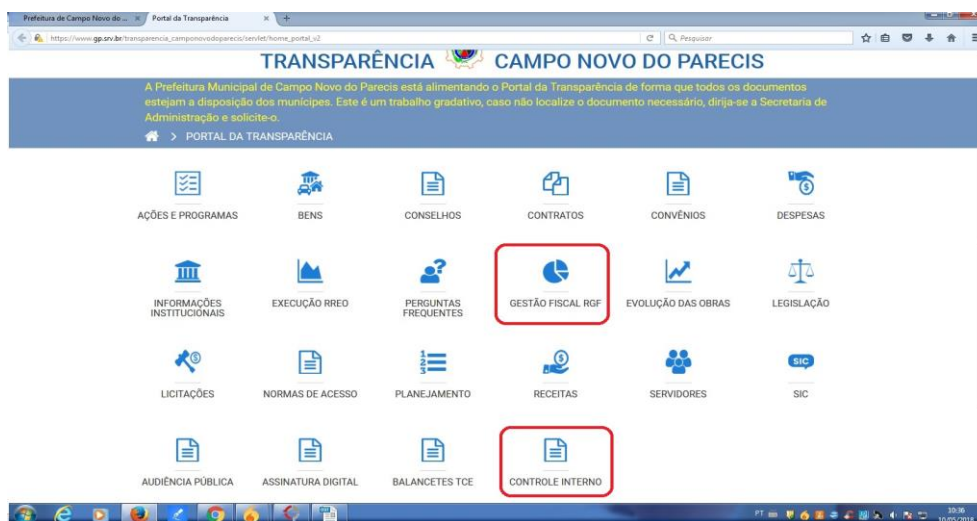 Prefeitura de Campo Novo do ...
Portal da Transparência
https://www.gp.srv.br/transparencia_camponovodoparecis/servlet/home_portal_v2
Pesquisar
TRANSPARÊNCIA CAMPO NOVO DO PARECIS
A Prefeitura Municipal de Campo Novo do Parecis está alimentando o Portal da Transparência de forma que todos os documentos
estejam a disposição dos munícipes. Este é um trabalho gradativo, caso não localize o documento necessário, dirija-se a Secretaria de
Administração e solicite-o.
> PORTAL DA TRANSPARÊNCIA
AÇÕES E PROGRAMAS
BENS
CONSELHOS
CONTRATOS
CONVÊNIOS
DESPESAS
INFORMAÇÕES
INSTITUCIONAIS
EXECUÇÃO RREO
PERGUNTAS
FREQUENTES
GESTÃO FISCAL RGF
EVOLUÇÃO DAS OBRAS
LEGISLAÇÃO
LICITAÇÕES
NORMAS DE ACESSO
PLANEJAMENTO
RECEITAS
SERVIDORES
SIC
SIC
AUDIÊNCIA PÚBLICA
ASSINATURA DIGITAL
BALANCETES TCE
CONTROLE INTERNO
PT
10:36
10/05/2018